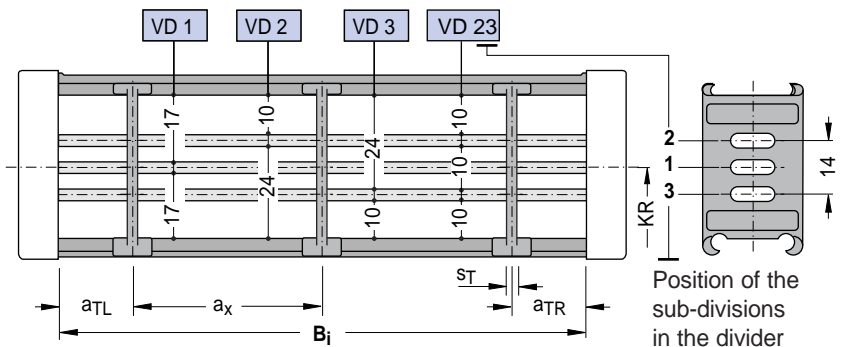 VD 1 VD 2 VD 3 VD 23
17 10 24 10
17 24 10 10 10
2
1
3
14
KR
sT
aTL ax aTR
Bi
Position of the
sub-divisions
in the divider